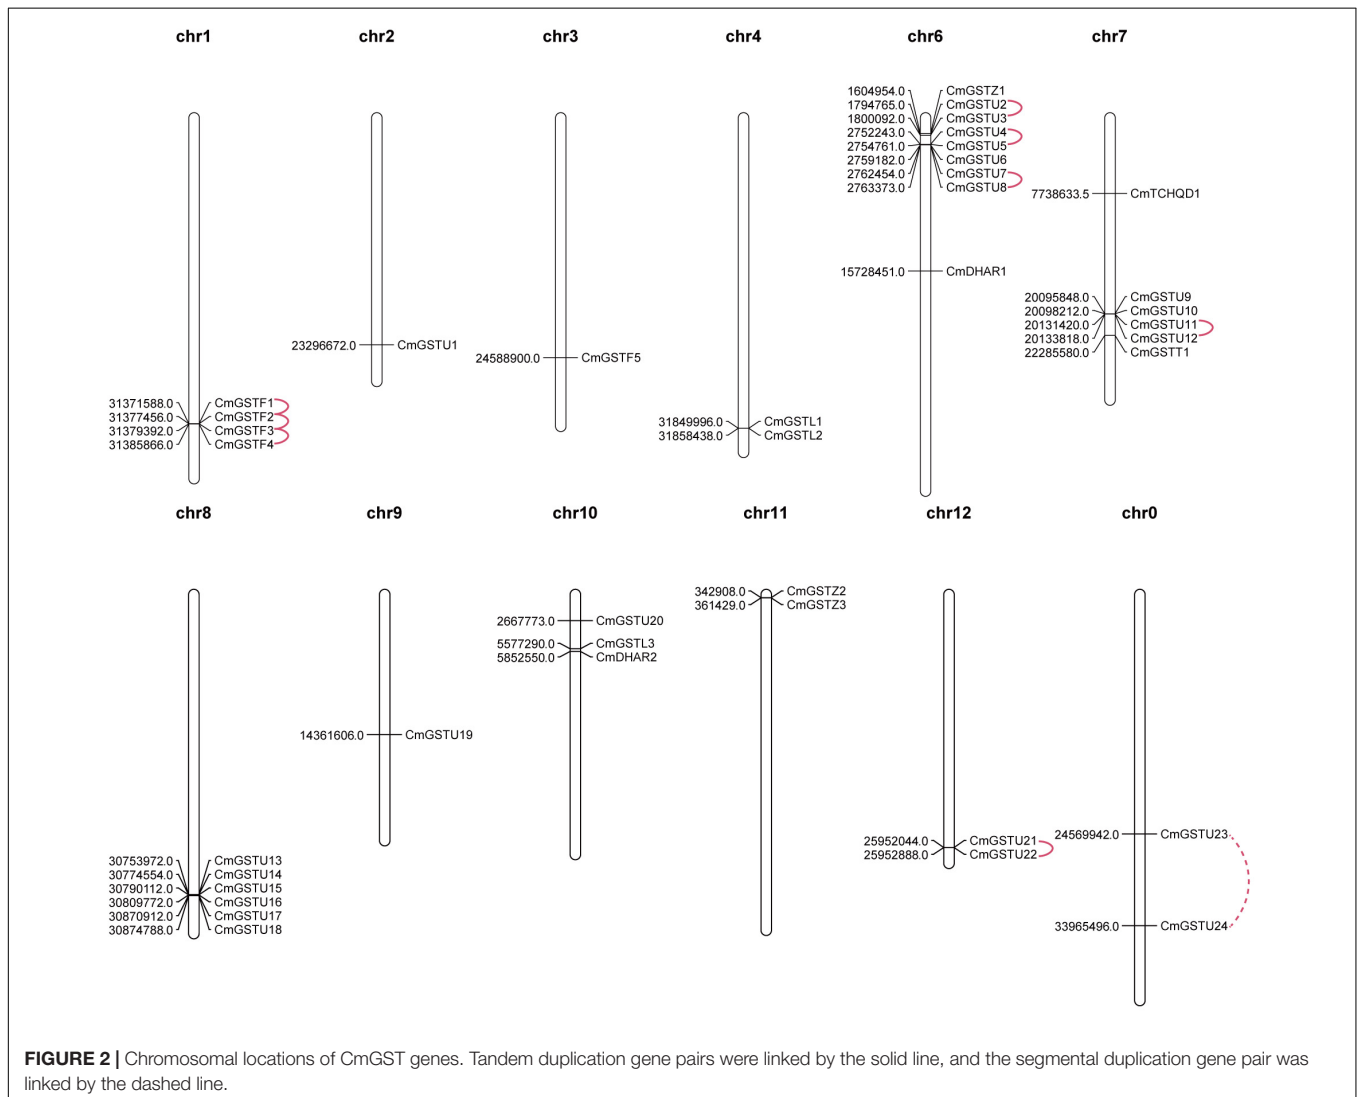 chr1
chr2
chr3
chr4
chr6
chr7
31371588.0 CmGSTF1
31377456.0 CmGSTF2
31379392.0 CmGSTF3
31385866.0 CmGSTF4
23296672.0 CmGSTU1
24588900.0 CmGSTF5
31849996.0 CmGSTL1
31858438.0 CmGSTL2
1604954.0 CmGSTZ1
1794765.0 CmGSTU2
1800092.0 CmGSTU3
2752243.0 CmGSTU4
2754761.0 CmGSTU5
2759182.0 CmGSTU6
2762454.0 CmGSTU7
2763373.0 CmGSTU8
15728451.0 CmDHAR1
7738633.5 CmTCHQD1
20095848.0 CmGSTU9
20098212.0 CmGSTU10
20131420.0 CmGSTU11
20133818.0 CmGSTU12
22285580.0 CmGSTT1
chr8
chr9
chr10
chr11
chr12
chr0
30753972.0 CmGSTU13
30774554.0 CmGSTU14
30790112.0 CmGSTU15
30809772.0 CmGSTU16
30870912.0 CmGSTU17
30874788.0 CmGSTU18
14361606.0 CmGSTU19
2667773.0 CmGSTU20
5577290.0 CmGSTL3
5852550.0 CmDHAR2
342908.0 CmGSTZ2
361429.0 CmGSTZ3
25952044.0 CmGSTU21
25952888.0 CmGSTU22
24569942.0 CmGSTU23
33965496.0 CmGSTU24
FIGURE 2 | Chromosomal locations of CmGST genes. Tandem duplication gene pairs were linked by the solid line, and the segmental duplication gene pair was
linked by the dashed line.